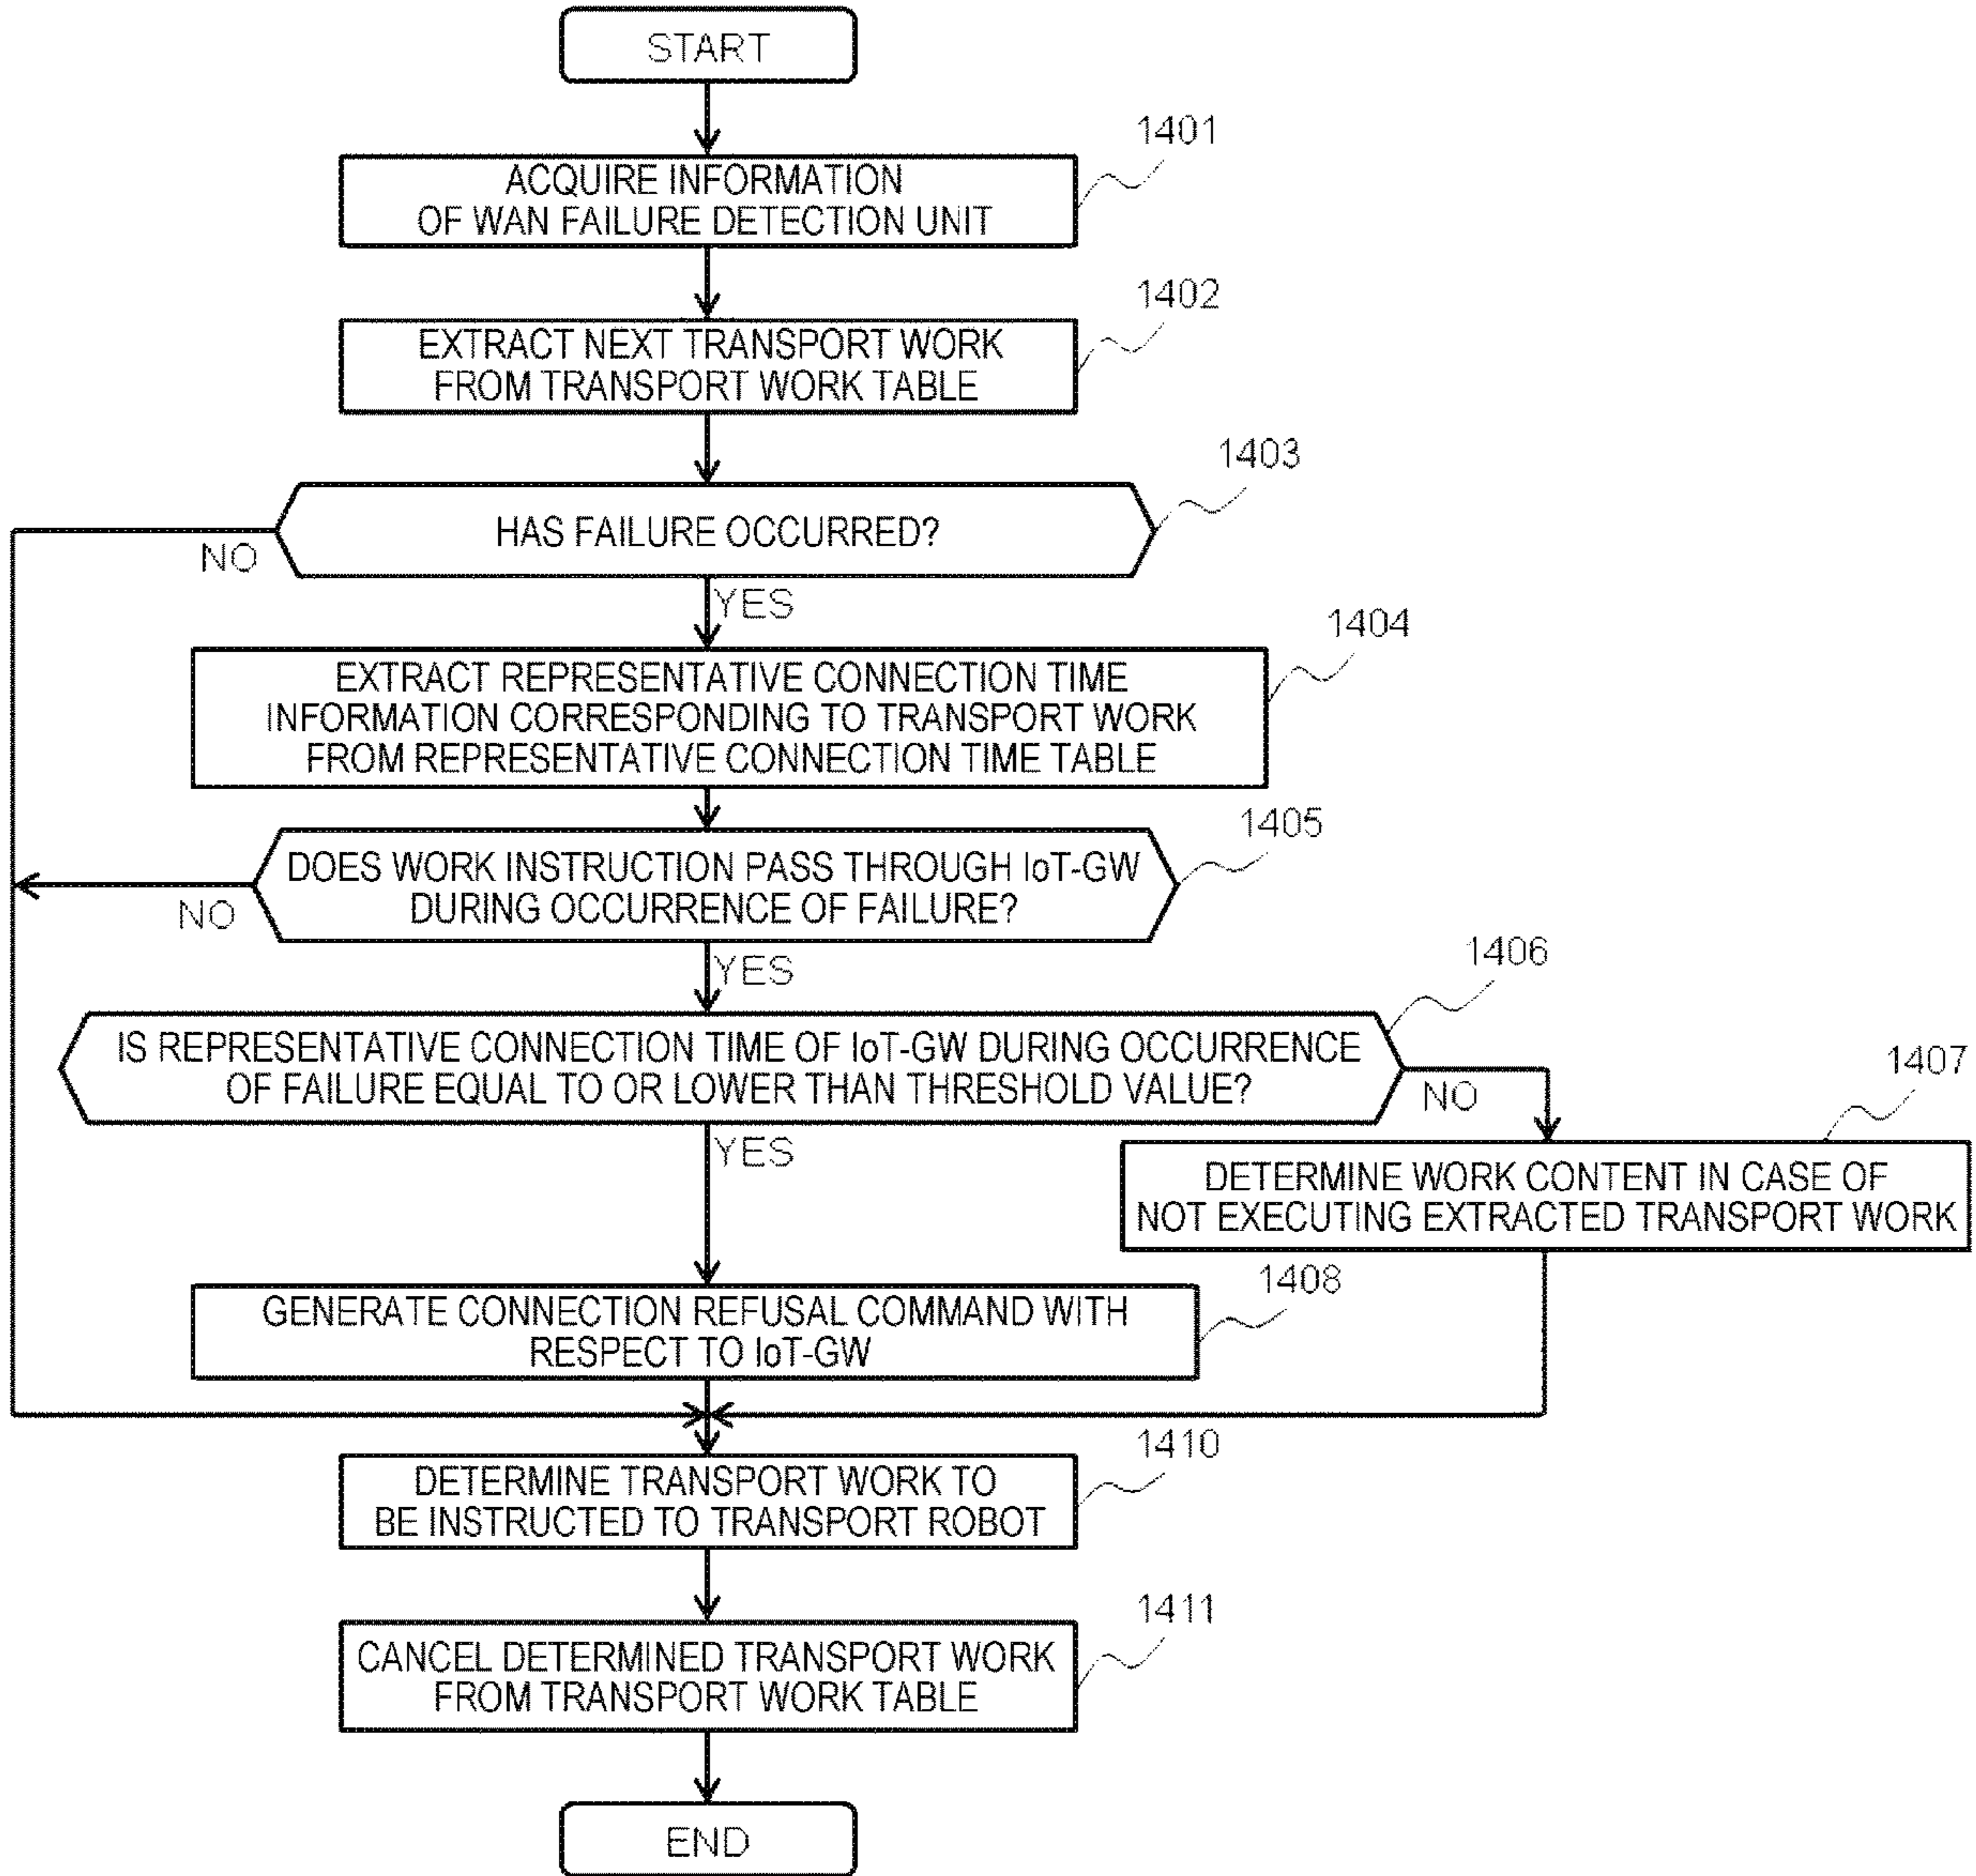 START
1401
ACQUIRE INFORMATION
OF WAN FAILURE DETECTION UNIT
1402
EXTRACT NEXT TRANSPORT WORK
FROM TRANSPORT WORK TABLE
1403
HAS FAILURE OCCURRED?
NO
YES
1404
EXTRACT REPRESENTATIVE CONNECTION TIME
INFORMATION CORRESPONDING TO TRANSPORT WORK
FROM REPRESENTATIVE CONNECTION TIME TABLE
1405
DOES WORK INSTRUCTION PASS THROUGH IoT-GW
DURING OCCURRENCE OF FAILURE?
NO
YES
1406
IS REPRESENTATIVE CONNECTION TIME OF IoT-GW DURING OCCURRENCE
OF FAILURE EQUAL TO OR LOWER THAN THRESHOLD VALUE?
NO
YES
1407
DETERMINE WORK CONTENT IN CASE OF
NOT EXECUTING EXTRACTED TRANSPORT WORK
1408
GENERATE CONNECTION REFUSAL COMMAND WITH
RESPECT TO IoT-GW
1410
DETERMINE TRANSPORT WORK TO
BE INSTRUCTED TO TRANSPORT ROBOT
1411
CANCEL DETERMINED TRANSPORT WORK
FROM TRANSPORT WORK TABLE
END